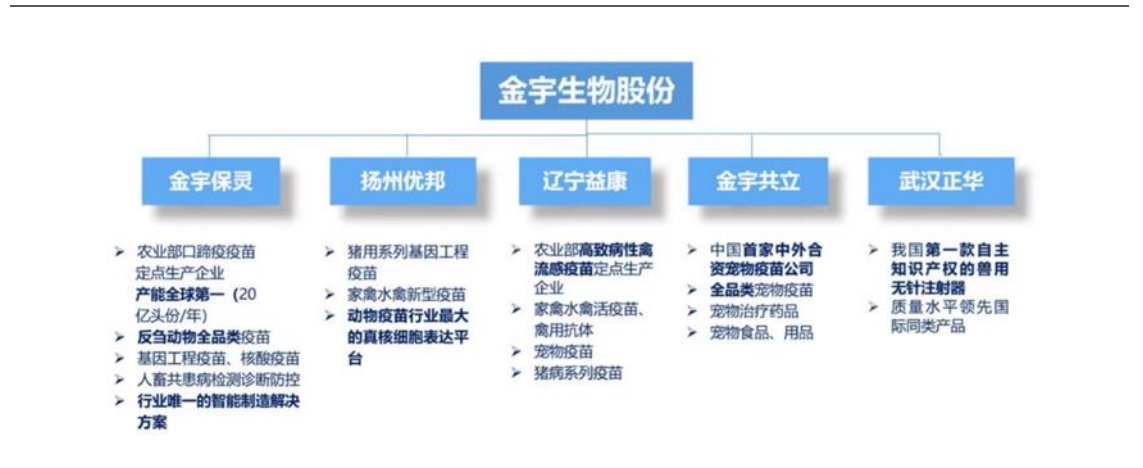 金宇生物股份
金宇保灵
扬州优邦
辽宁益康
金宇共立
武汉正华
➢ 农业部口蹄疫疫苗
定点生产企业
产能全球第一（20
亿头份/年）
➢ 反刍动物全品类疫苗
➢ 基因工程疫苗、核酸疫苗
➢ 人畜共患病检测诊断防控
➢ 行业唯一的智能制造解决
方案
➢ 猪用系列基因工程
疫苗
➢ 家禽水禽新型疫苗
➢ 动物疫苗行业最大
的真核细胞表达平
台
➢ 农业部高致病性禽
流感疫苗定点生产
企业
➢ 家禽水禽活疫苗、
禽用抗体
➢ 宠物疫苗
➢ 猪病系列疫苗
➢ 中国首家中外合
资宠物疫苗公司
➢ 全品类宠物疫苗
➢ 宠物治疗药品
➢ 宠物食品、用品
➢ 我国第一款自主
知识产权的兽用
无针注射器
➢ 质量水平领先国
际同类产品